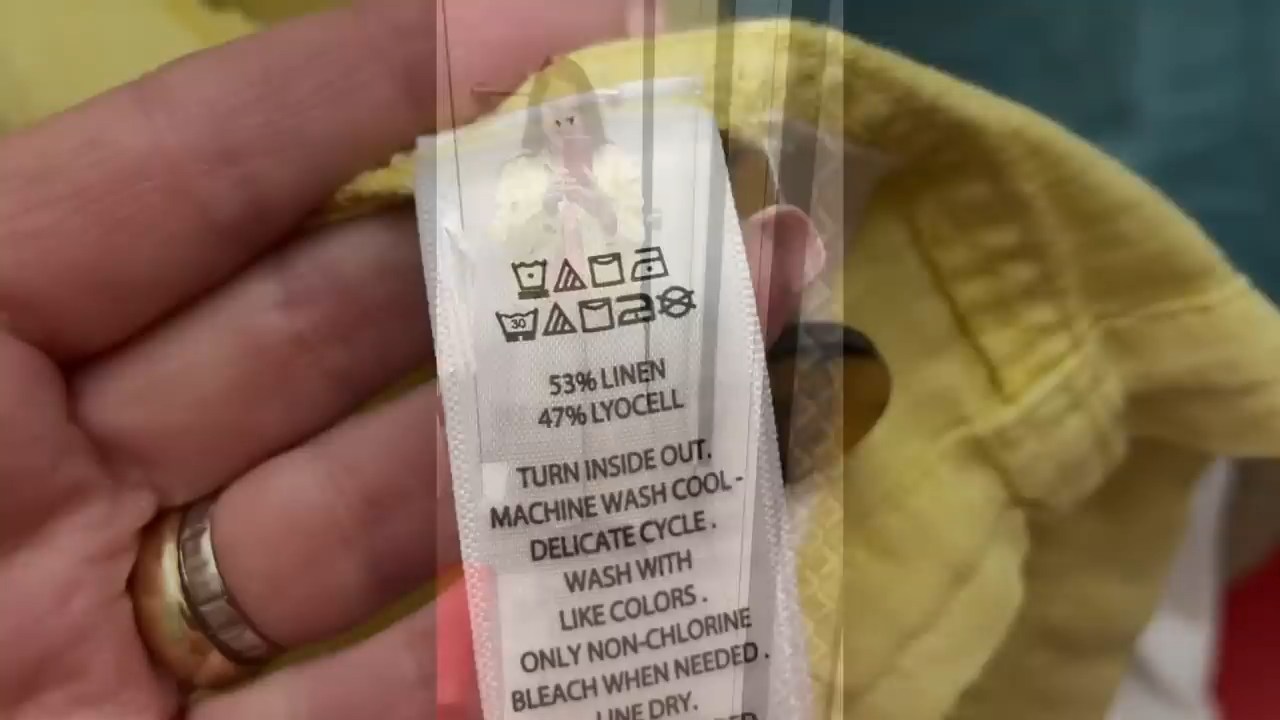 30
53% LINEN
47% LYOCELL
TURN INSIDE OUT.
MACHINE WASH COOL -
DELICATE CYCLE .
WASH WITH
LIKE COLORS .
ONLY NON-CHLORINE
BLEACH WHEN NEEDED .
LINE DRY.